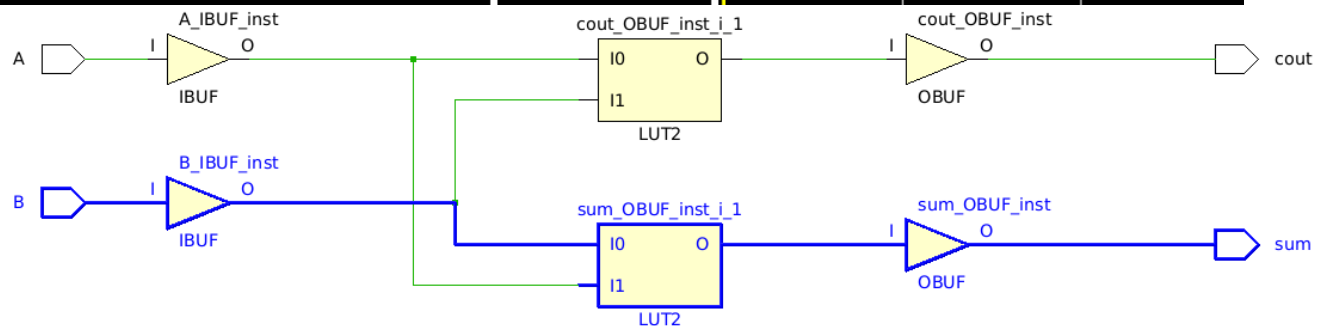 A_IBUF_inst
cout_OBUF_inst_i_1
cout_OBUF_inst
A
I
O
I0
O
I
O
cout
IBUF
I1
OBUF
LUT2
B_IBUF_inst
B
I
O
sum_OBUF_inst_i_1
sum_OBUF_inst
IBUF
I0
O
I
O
sum
I1
OBUF
LUT2